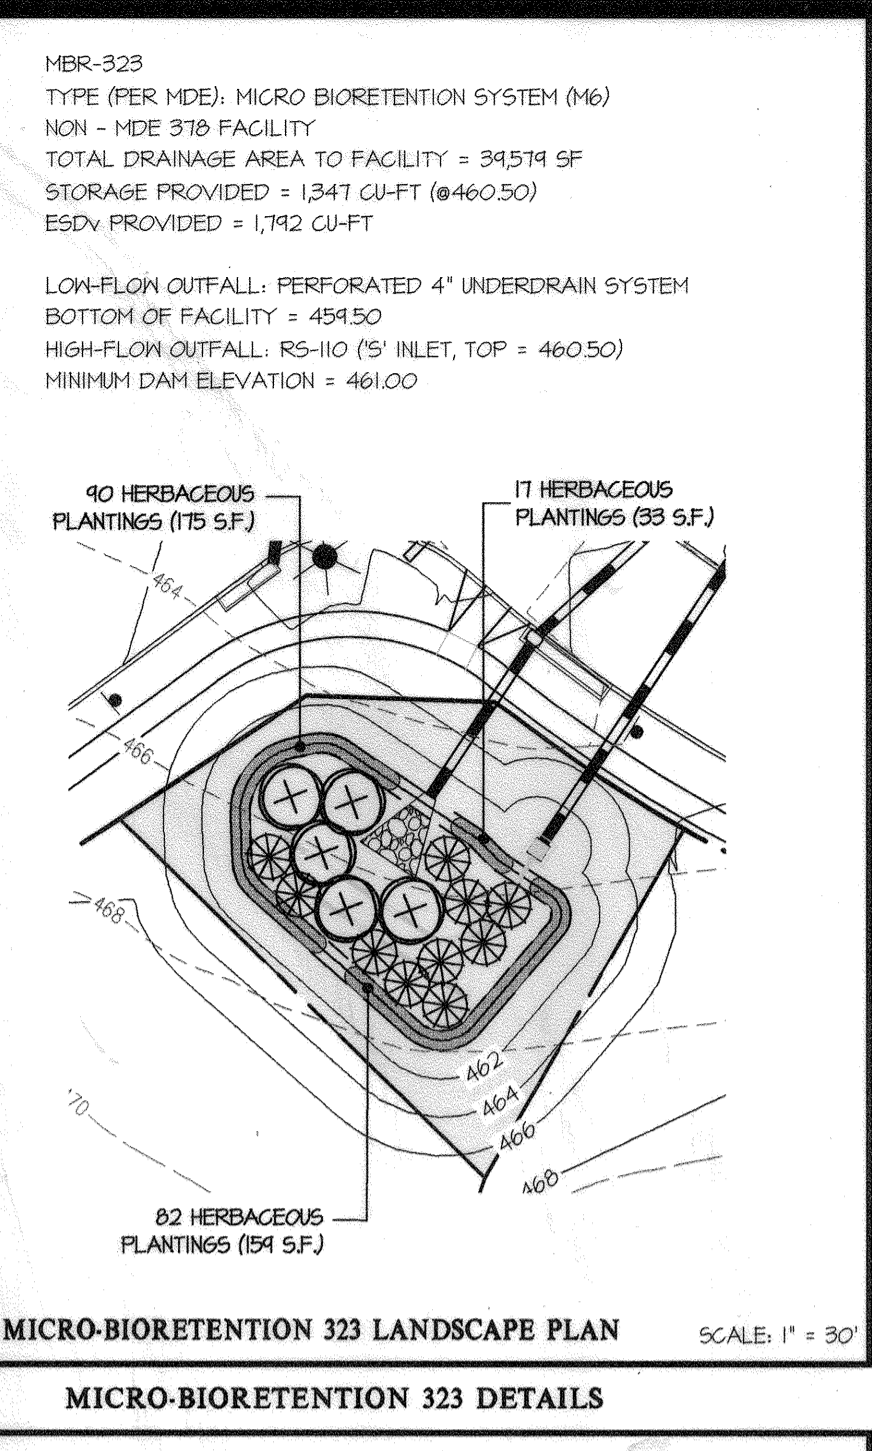 MBR-323
TYPE (PER MDE): MICRO BIORETENTION SYSTEM (M6)
NON - MDE 378 FACILITY
TOTAL DRAINAGE AREA TO FACILITY = 39,579 SF
STORAGE PROVIDED = 1,347 CU-FT (@460.50)
ESDv PROVIDED = 1,792 CU-FT
LOW-FLOW OUTFALL: PERFORATED 4" UNDERDRAIN SYSTEM
BOTTOM OF FACILITY = 459.50
HIGH-FLOW OUTFALL: RS-110 ('S' INLET, TOP = 460.50)
MINIMUM DAM ELEVATION = 461.00
90 HERBACEOUS
PLANTINGS (175 S.F.)
17 HERBACEOUS
PLANTINGS (33 S.F.)
464
466
468
462
464
466
468
82 HERBACEOUS
PLANTINGS (159 S.F.)
MICRO-BIORETENTION 323 LANDSCAPE PLAN
SCALE: 1" = 30'
MICRO-BIORETENTION 323 DETAILS